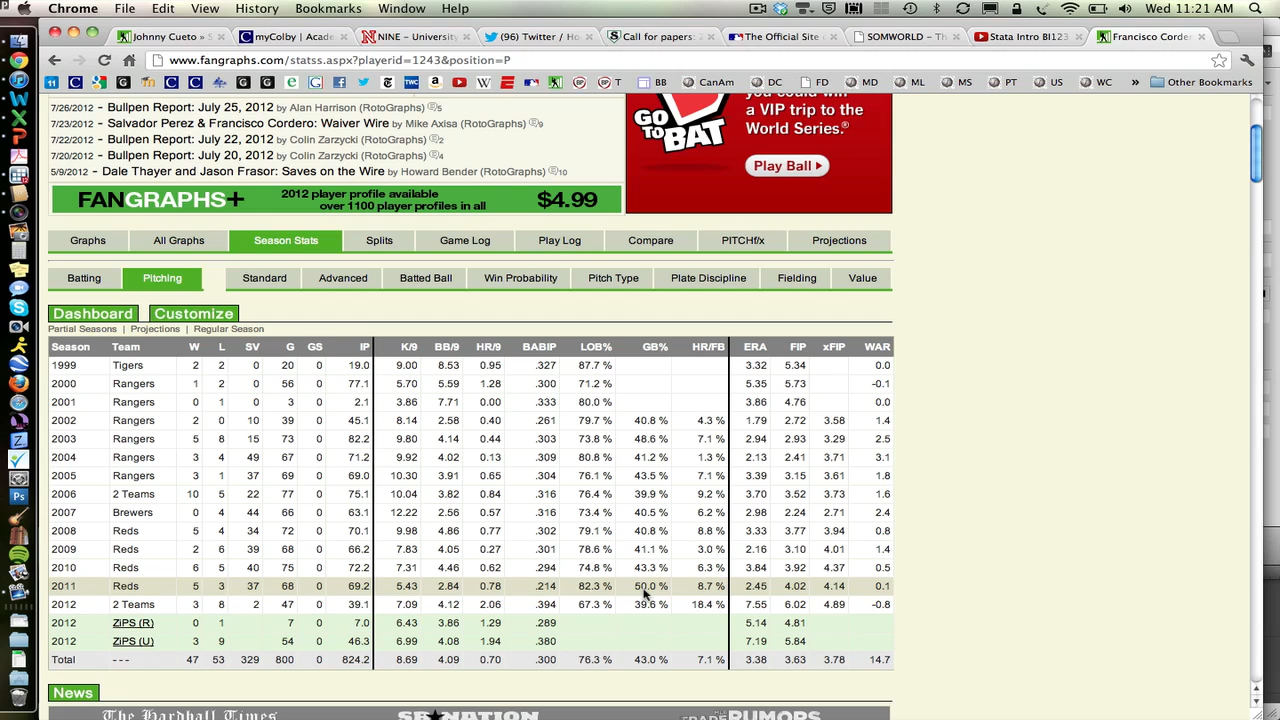 Chrome File Edit View History Bookmarks Window Help Wed 11:21 AM
Johnny Cueto » S myColby | Acade NINE - Universit (96) Twitter / Ho Call for papers: The Official Site SOMWORLD — Stata Intro BI123 Francisco Corder
www.fangraphs.com/statss.aspx?playerid=1243&position=P
11 BB CanAm DC FD MD ML MS PT US WC » Other Bookmarks
7/26/2012 - Bullpen Report: July 25, 2012 by Alan Harrison (RotoGraphs) 5
7/23/2012 - Salvador Perez & Francisco Cordero: Waiver Wire by Mike Axisa (RotoGraphs) 9
7/22/2012 - Bullpen Report: July 22, 2012 by Colin Zarzycki (RotoGraphs) 2
7/20/2012 - Bullpen Report: July 20, 2012 by Colin Zarzycki (RotoGraphs) 4
5/9/2012 - Dale Thayer and Jason Frasor: Saves on the Wire by Howard Bender (RotoGraphs) 10
GO TO BAT
you could win
a VIP trip to the
World Series.®
Play Ball
FANGRAPHS+ 2012 player profile available
over 1100 player profiles in all $4.99
Graphs All Graphs Season Stats Splits Game Log Play Log Compare PITCHf/x Projections
Batting Pitching Standard Advanced Batted Ball Win Probability Pitch Type Plate Discipline Fielding Value
Dashboard Customize
Partial Seasons | Projections | Regular Season
Season Team W L SV G GS IP K/9 BB/9 HR/9 BABIP LOB% GB% HR/FB ERA FIP xFIP WAR
1999 Tigers 2 2 0 20 0 19.0 9.00 8.53 0.95 .327 87.7 % 3.32 5.34 0.0
2000 Rangers 1 2 0 56 0 77.1 5.70 5.59 1.28 .300 71.2 % 5.35 5.73 -0.1
2001 Rangers 0 1 0 3 0 2.1 3.86 7.71 0.00 .333 80.0 % 3.86 4.76 0.0
2002 Rangers 2 0 10 39 0 45.1 8.14 2.58 0.40 .261 79.7 % 40.8 % 4.3 % 1.79 2.72 3.58 1.4
2003 Rangers 5 8 15 73 0 82.2 9.80 4.14 0.44 .303 73.8 % 48.6 % 7.1 % 2.94 2.93 3.29 2.5
2004 Rangers 3 4 49 67 0 71.2 9.92 4.02 0.13 .309 80.8 % 41.2 % 1.3 % 2.13 2.41 3.71 3.1
2005 Rangers 3 1 37 69 0 69.0 10.30 3.91 0.65 .304 76.1 % 43.5 % 7.1 % 3.39 3.15 3.61 1.8
2006 2 Teams 10 5 22 77 0 75.1 10.04 3.82 0.84 .316 76.4 % 39.9 % 9.2 % 3.70 3.52 3.73 1.6
2007 Brewers 0 4 44 66 0 63.1 12.22 2.56 0.57 .316 73.4 % 40.5 % 6.2 % 2.98 2.24 2.71 2.4
2008 Reds 5 4 34 72 0 70.1 9.98 4.86 0.77 .302 79.1 % 40.8 % 8.8 % 3.33 3.77 3.94 0.8
2009 Reds 2 6 39 68 0 66.2 7.83 4.05 0.27 .301 78.6 % 41.1 % 3.0 % 2.16 3.10 4.01 1.4
2010 Reds 6 5 40 75 0 72.2 7.31 4.46 0.62 .294 74.8 % 43.3 % 6.3 % 3.84 3.92 4.37 0.5
2011 Reds 5 3 37 68 0 69.2 5.43 2.84 0.78 .214 82.3 % 50.0 % 8.7 % 2.45 4.02 4.14 0.1
2012 2 Teams 3 8 2 47 0 39.1 7.09 4.12 2.06 .394 67.3 % 39.6 % 18.4 % 7.55 6.02 4.89 -0.8
2012 ZiPS (R) 0 1 7 0 7.0 6.43 3.86 1.29 .289 5.14 4.81
2012 ZiPS (U) 3 9 54 0 46.3 6.99 4.08 1.94 .380 7.19 5.84
Total --- 47 53 329 800 0 824.2 8.69 4.09 0.70 .300 76.3 % 43.0 % 7.1 % 3.38 3.63 3.78 14.7
News
The Hardball Times SB NATION TRADE RUMORS